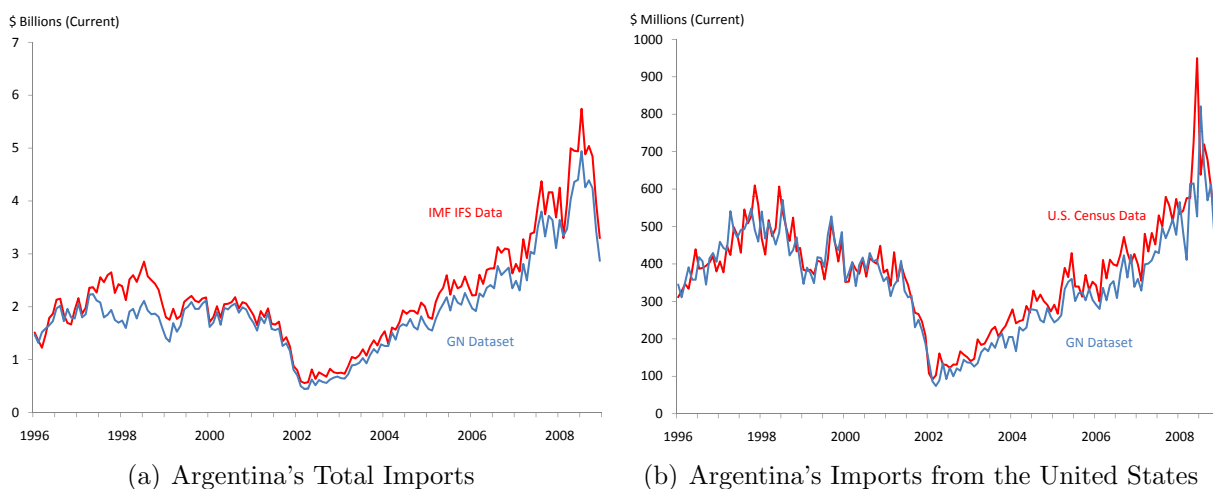 $ Billions (Current)
7
6
5
4
3
2
1
0
IMF IFS Data
GN Dataset
1996 1998 2000 2002 2004 2006 2008
(a) Argentina's Total Imports
$ Millions (Current)
1000
900
800
700
600
500
400
300
200
100
0
U.S. Census Data
GN Dataset
1996 1998 2000 2002 2004 2006 2008
(b) Argentina's Imports from the United States